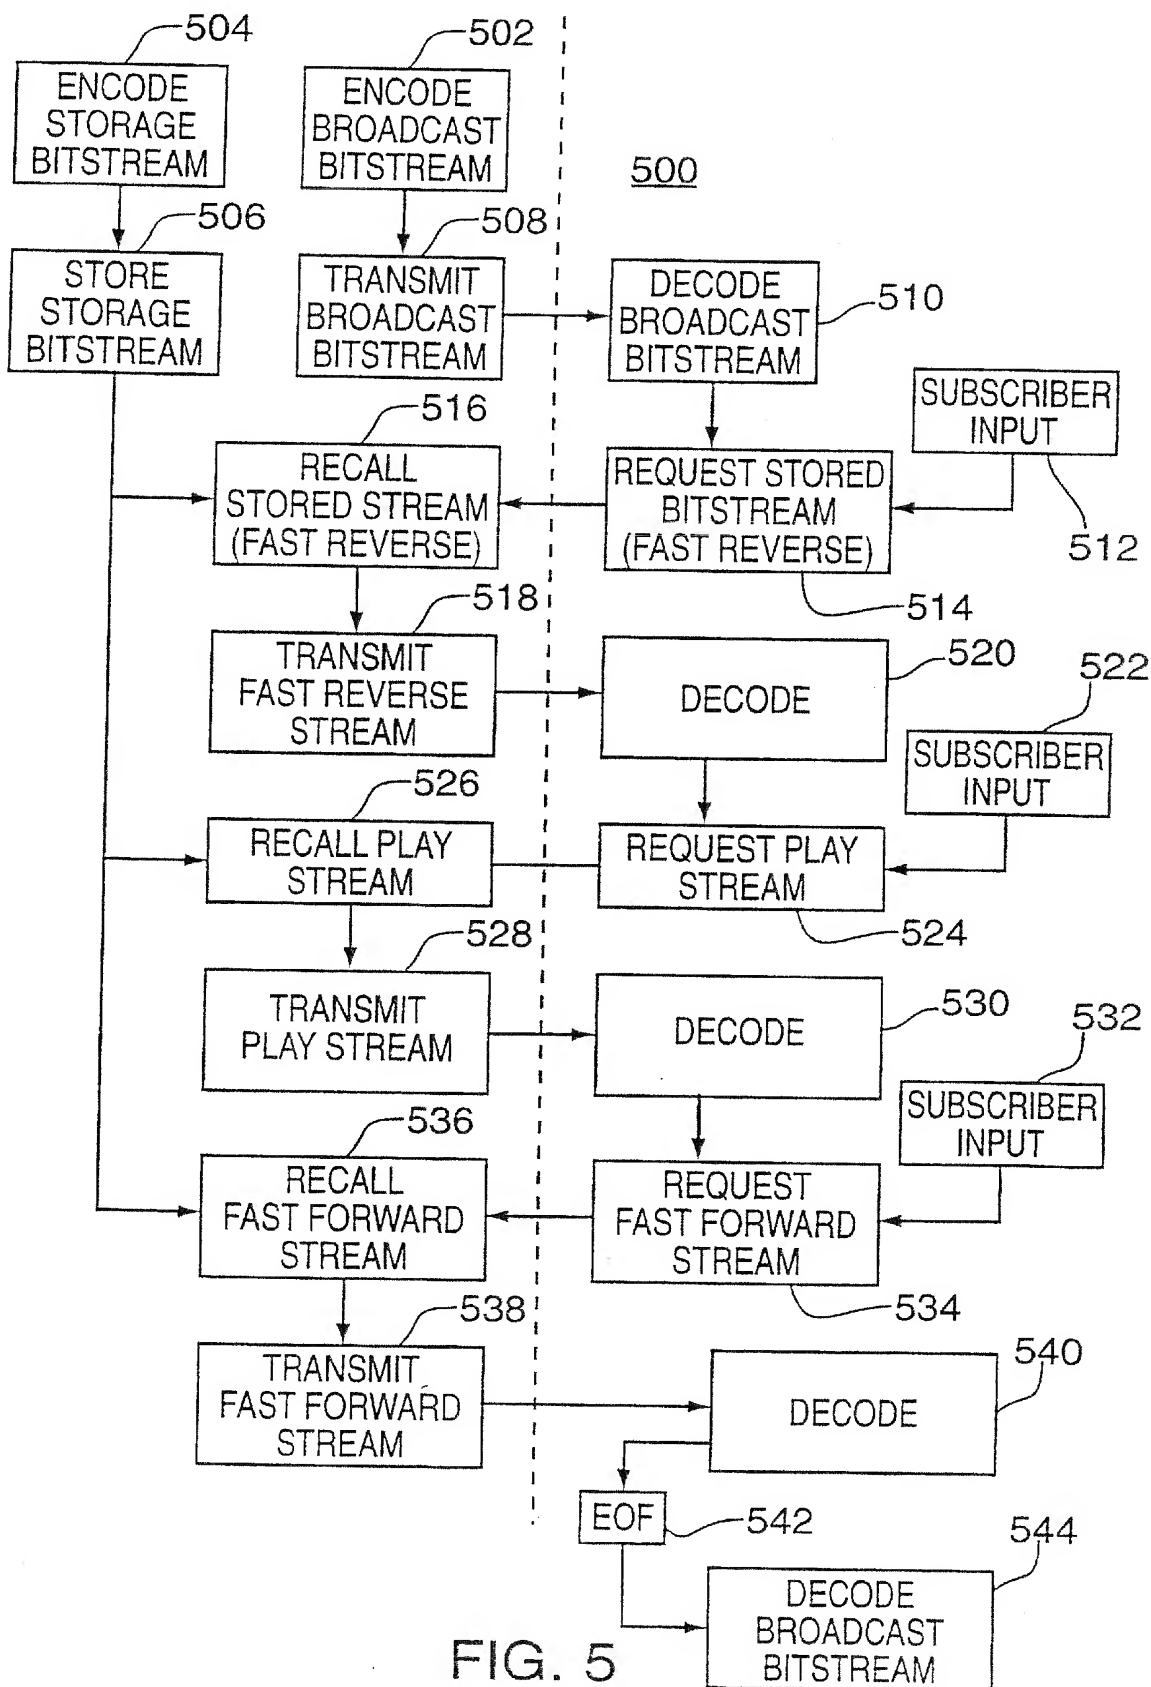 504
502
ENCODE
STORAGE
BITSTREAM
ENCODE
BROADCAST
BITSTREAM
500
506
508
STORE
STORAGE
BITSTREAM
TRANSMIT
BROADCAST
BITSTREAM
DECODE
BROADCAST
BITSTREAM
510
SUBSCRIBER
INPUT
512
516
RECALL
STORED STREAM
(FAST REVERSE)
REQUEST STORED
BITSTREAM
(FAST REVERSE)
514
518
TRANSMIT
FAST REVERSE
STREAM
DECODE
520
522
SUBSCRIBER
INPUT
526
RECALL PLAY
STREAM
REQUEST PLAY
STREAM
524
528
TRANSMIT
PLAY STREAM
DECODE
530
532
SUBSCRIBER
INPUT
536
RECALL
FAST FORWARD
STREAM
REQUEST
FAST FORWARD
STREAM
534
538
TRANSMIT
FAST FORWARD
STREAM
DECODE
540
EOF
542
544
DECODE
BROADCAST
BITSTREAM
FIG. 5